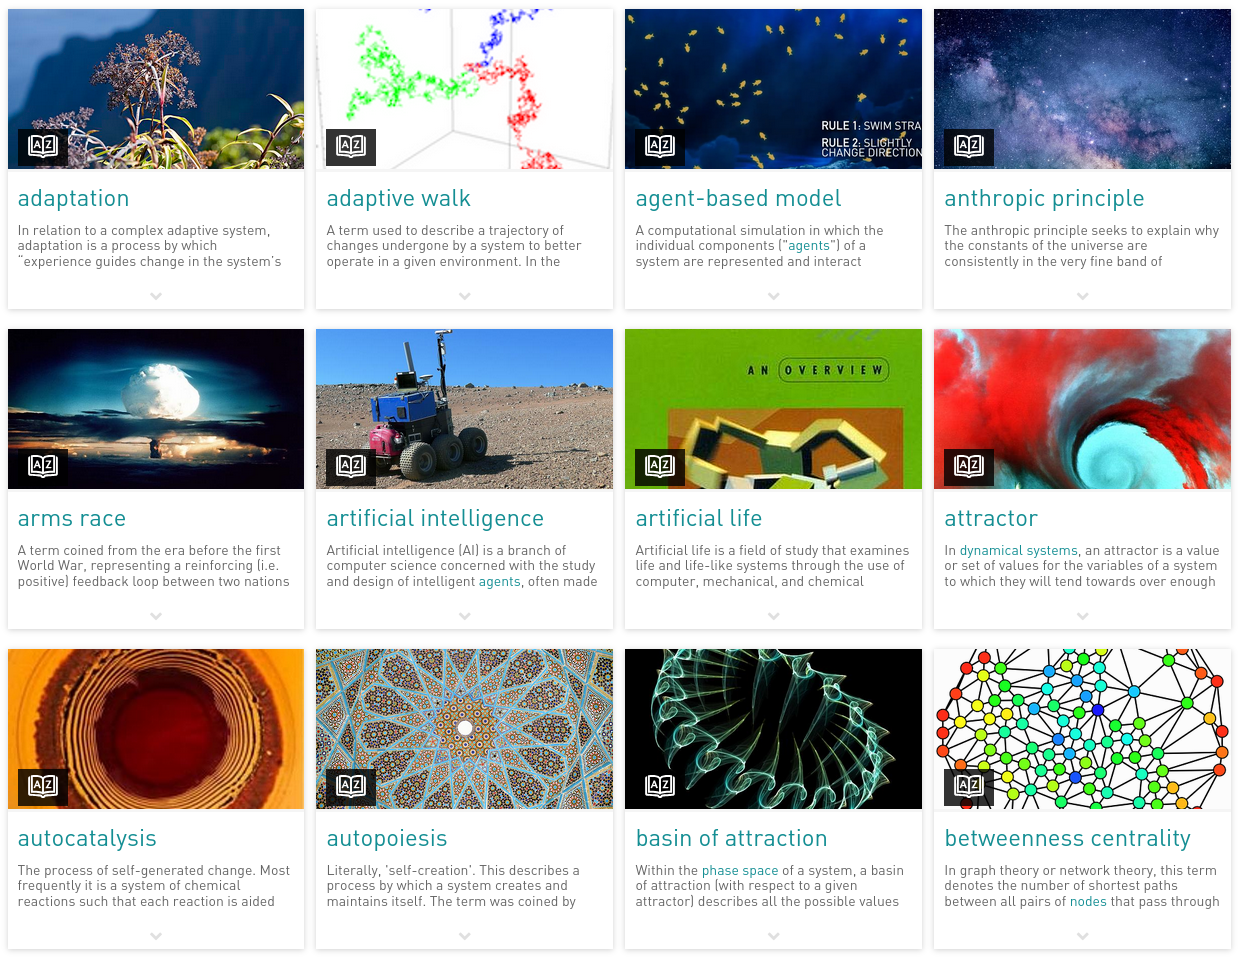 RULE 1: SWIM STRA
RULE 2: SLIGHTLY
CHANGE DIRECTION
AZ
AZ
AZ
AZ
adaptation
In relation to a complex adaptive system,
adaptation is a process by which
“experience guides change in the system's
adaptive walk
A term used to describe a trajectory of
changes undergone by a system to better
operate in a given environment. In the
agent-based model
A computational simulation in which the
individual components ("agents") of a
system are represented and interact
anthropic principle
The anthropic principle seeks to explain why
the constants of the universe are
consistently in the very fine band of
AN OVERVIEW
AZ
AZ
AZ
AZ
arms race
A term coined from the era before the first
World War, representing a reinforcing (i.e.
positive) feedback loop between two nations
artificial intelligence
Artificial intelligence (AI) is a branch of
computer science concerned with the study
and design of intelligent agents, often made
artificial life
Artificial life is a field of study that examines
life and life-like systems through the use of
computer, mechanical, and chemical
attractor
In dynamical systems, an attractor is a value
or set of values for the variables of a system
to which they will tend towards over enough
AZ
AZ
AZ
AZ
autocatalysis
The process of self-generated change. Most
frequently it is a system of chemical
reactions such that each reaction is aided
autopoiesis
Literally, 'self-creation'. This describes a
process by which a system creates and
maintains itself. The term was coined by
basin of attraction
Within the phase space of a system, a basin
of attraction (with respect to a given
attractor) describes all the possible values
betweenness centrality
In graph theory or network theory, this term
denotes the number of shortest paths
between all pairs of nodes that pass through